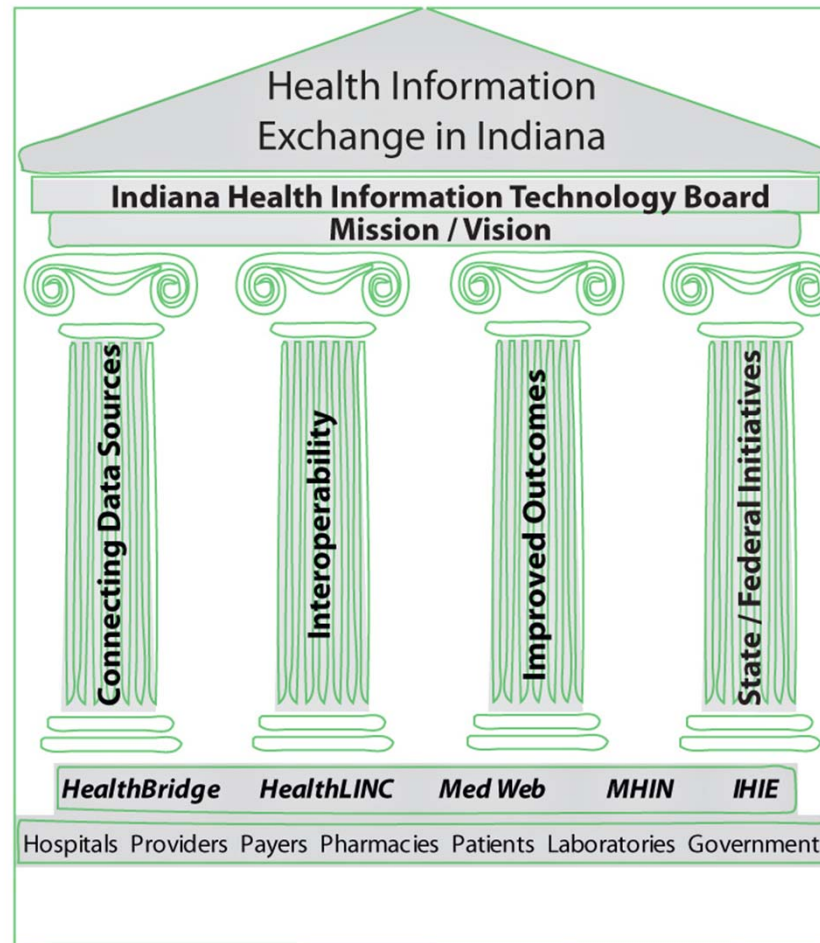 Health Information
Exchange in Indiana
Indiana Health Information Technology Board
Mission / Vision
Connecting Data Sources
Interoperability
Improved Outcomes
State / Federal Initiatives
HealthBridge HealthLINC Med Web MHIN IHIE
Hospitals Providers Payers Pharmacies Patients Laboratories Government